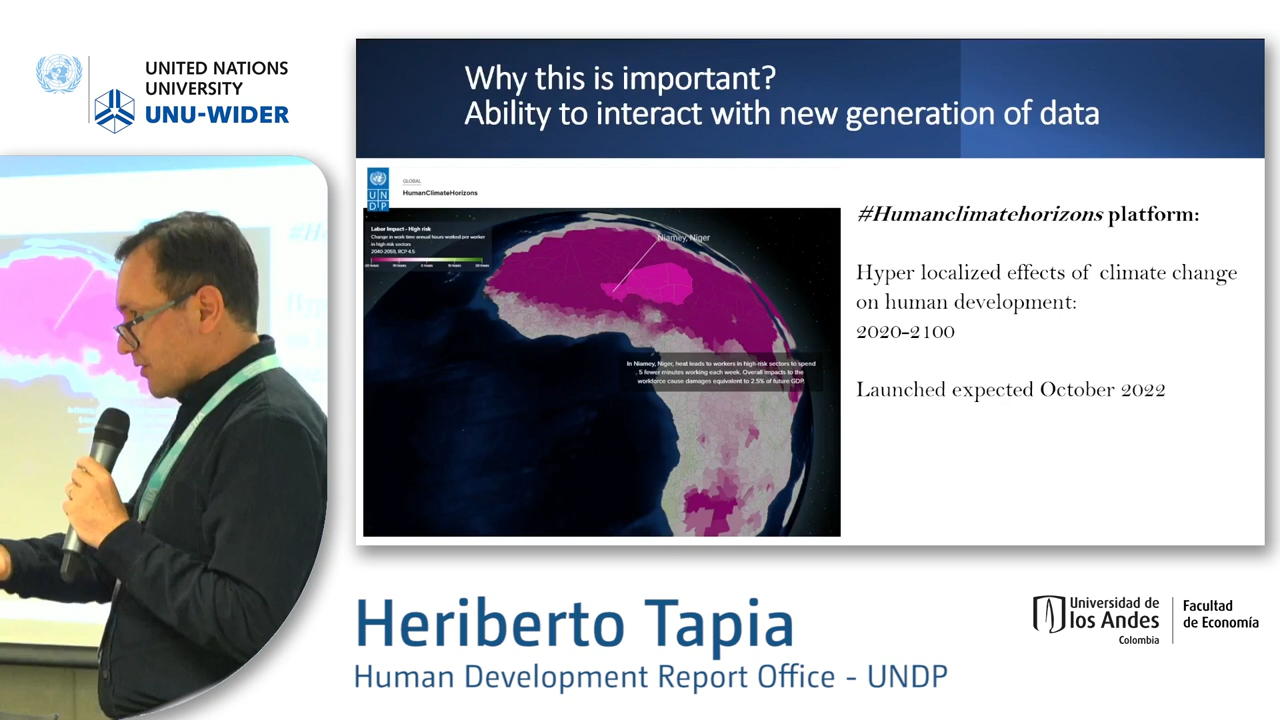 UNITED NATIONS
UNIVERSITY
UNU-WIDER
Why this is important?
Ability to interact with new generation of data
UN
DP
GLOBAL
HumanClimateHorizons
Labor Impact - High risk
Change in work time annual hours worked per worker
in high risk sectors
2040-2059, RCP 4.5
Niamey, Niger
In Niamey, Niger, heat leads to workers in high-risk sectors to spend
5 fewer minutes working each week. Overall impacts to the
workforce cause damages equivalent to 2.5% of future GDP.
#Humanclimatehorizons platform:
Hyper localized effects of climate change
on human development:
2020-2100
Launched expected October 2022
Heriberto Tapia
Human Development Report Office - UNDP
Universidad de
los Andes
Colombia
Facultad
de Economía